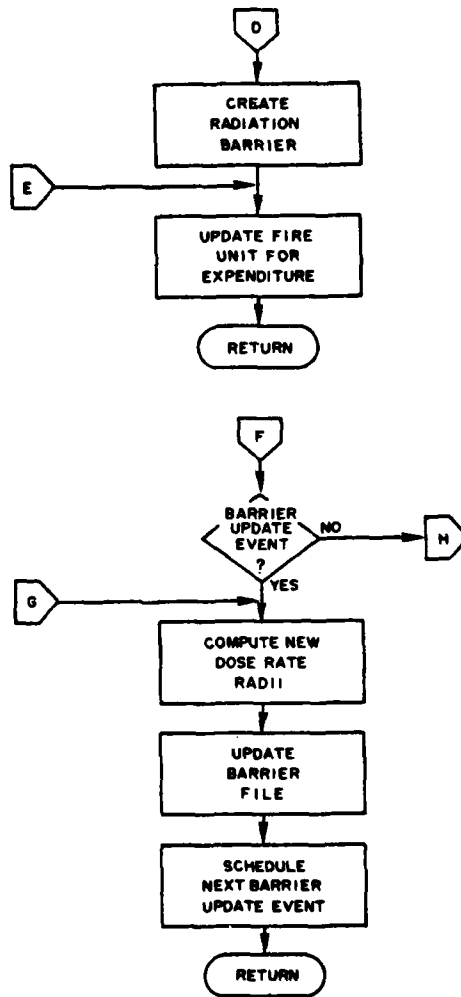 D
CREATE
RADIATION
BARRIER
E
UPDATE FIRE
UNIT FOR
EXPENDITURE
RETURN
F
BARRIER
UPDATE
EVENT
?
NO
H
YES
G
COMPUTE NEW
DOSE RATE
RADII
UPDATE
BARRIER
FILE
SCHEDULE
NEXT BARRIER
UPDATE EVENT
RETURN